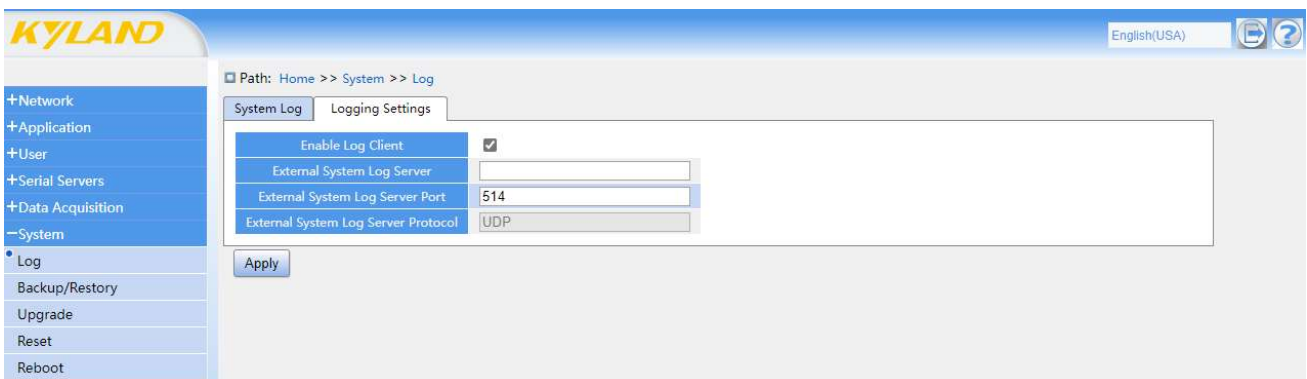 KYLAND
English(USA)
Path: Home >> System >> Log
+Network
+Application
+User
+Serial Servers
+Data Acquisition
−System
Log
Backup/Restory
Upgrade
Reset
Reboot
System Log
Logging Settings
Enable Log Client
External System Log Server
External System Log Server Port 514
External System Log Server Protocol UDP
Apply